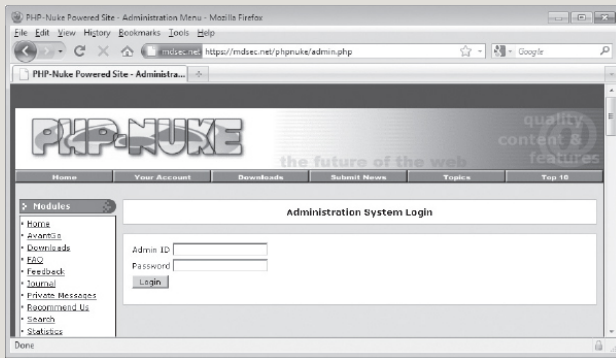 PHP-Nuke Powered Site - Administration Menu - Mozilla Firefox
File Edit View History Bookmarks Tools Help
mdsec.net https://mdsec.net/phpnuke/admin.php
Google
PHP-Nuke Powered Site - Administra...
PHP-NUKE
the future of the web
quality
content &
features
@
Home Your Account Downloads Submit News Topics Top 10
Modules
Administration System Login
• Home
• AvantGo
• Downloads
• FAQ
• Feedback
• Journal
• Private Messages
• Recommend Us
• Search
• Statistics
Admin ID
Password
Login
Done